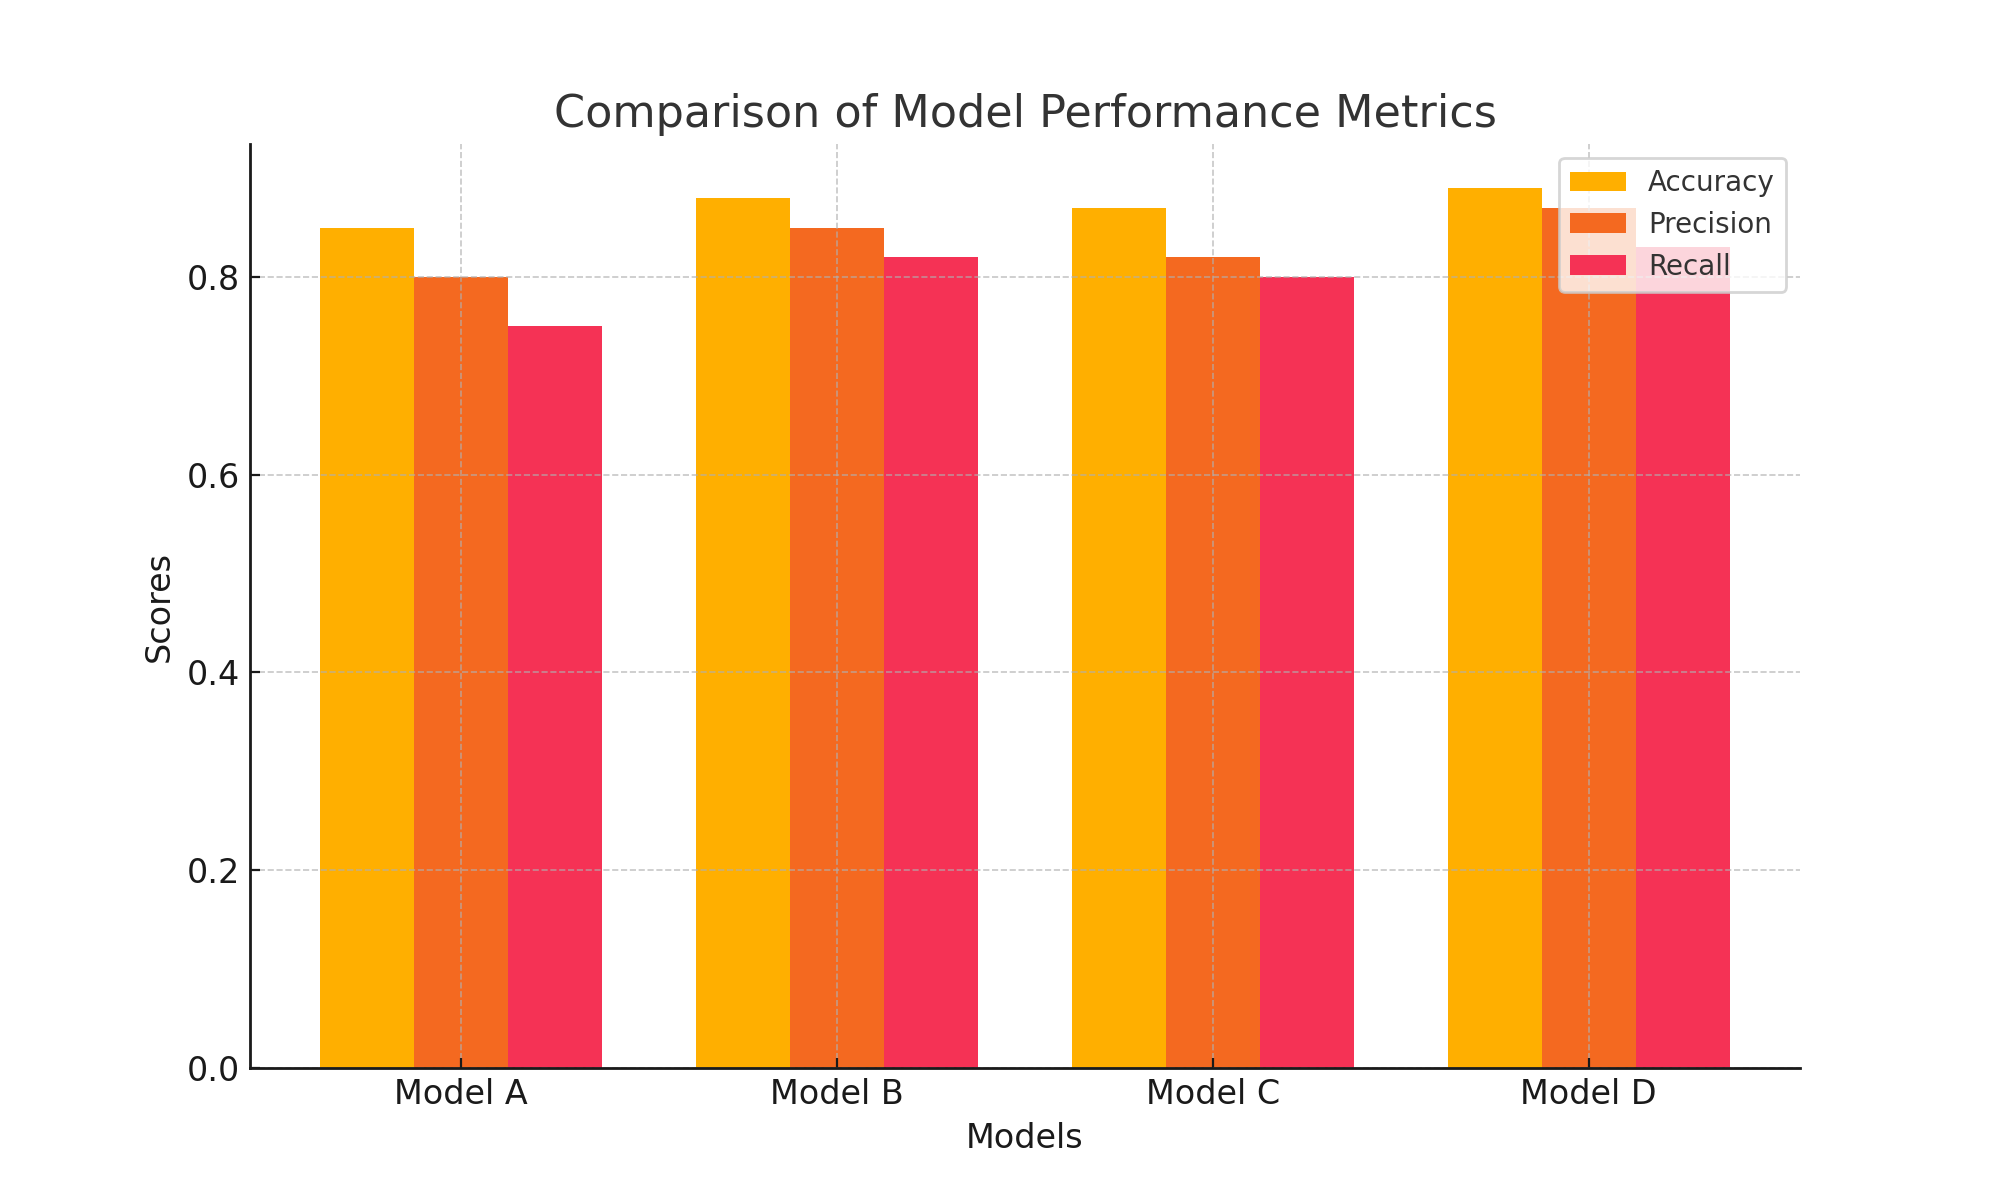 Comparison of Model Performance Metrics
Accuracy
Precision
Recall
0.8
0.6
0.4
0.2
0.0
Scores
Model A Model B Model C Model D
Models